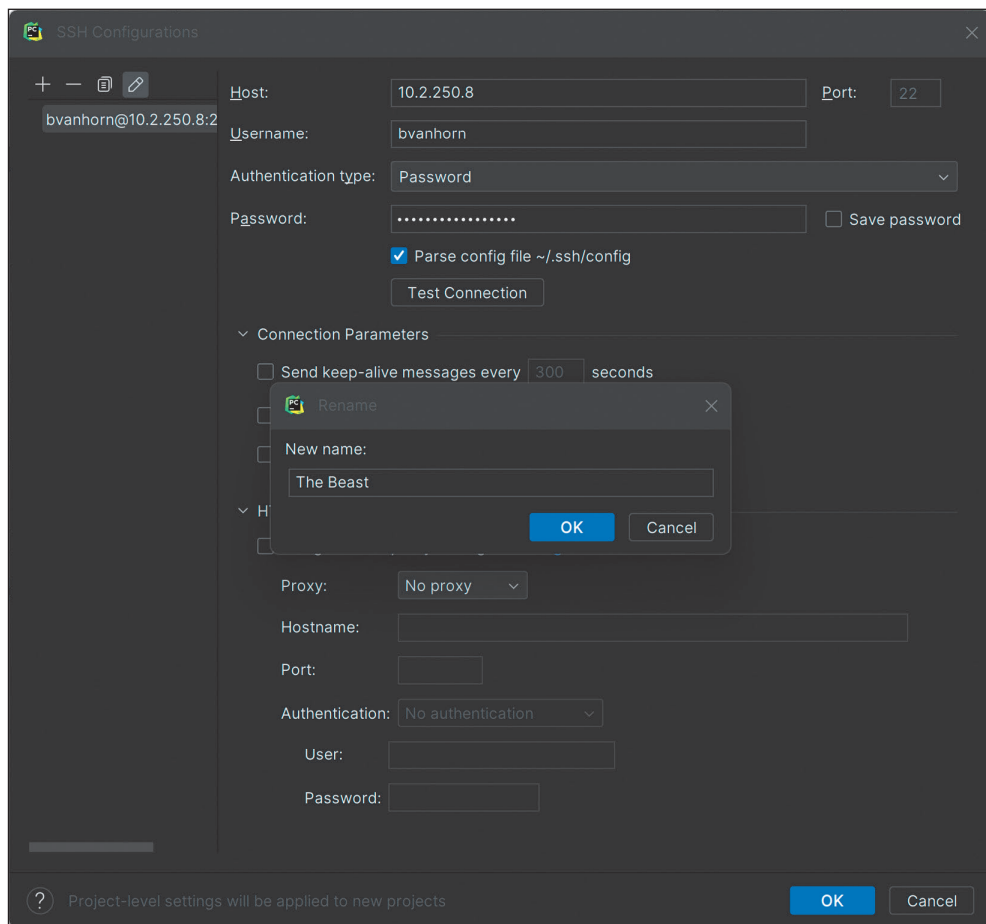 SSH Configurations
bvanhorn@10.2.250.8:2
Host:
10.2.250.8
Port:
22
Username:
bvanhorn
Authentication type:
Password
Password:
•••••••••••••••••
Save password
Parse config file ~/.ssh/config
Test Connection
Connection Parameters
Send keep-alive messages every 300 seconds
Rename
New name:
The Beast
OK
Cancel
Proxy:
No proxy
Hostname:
Port:
Authentication:
No authentication
User:
Password:
? Project-level settings will be applied to new projects
OK
Cancel